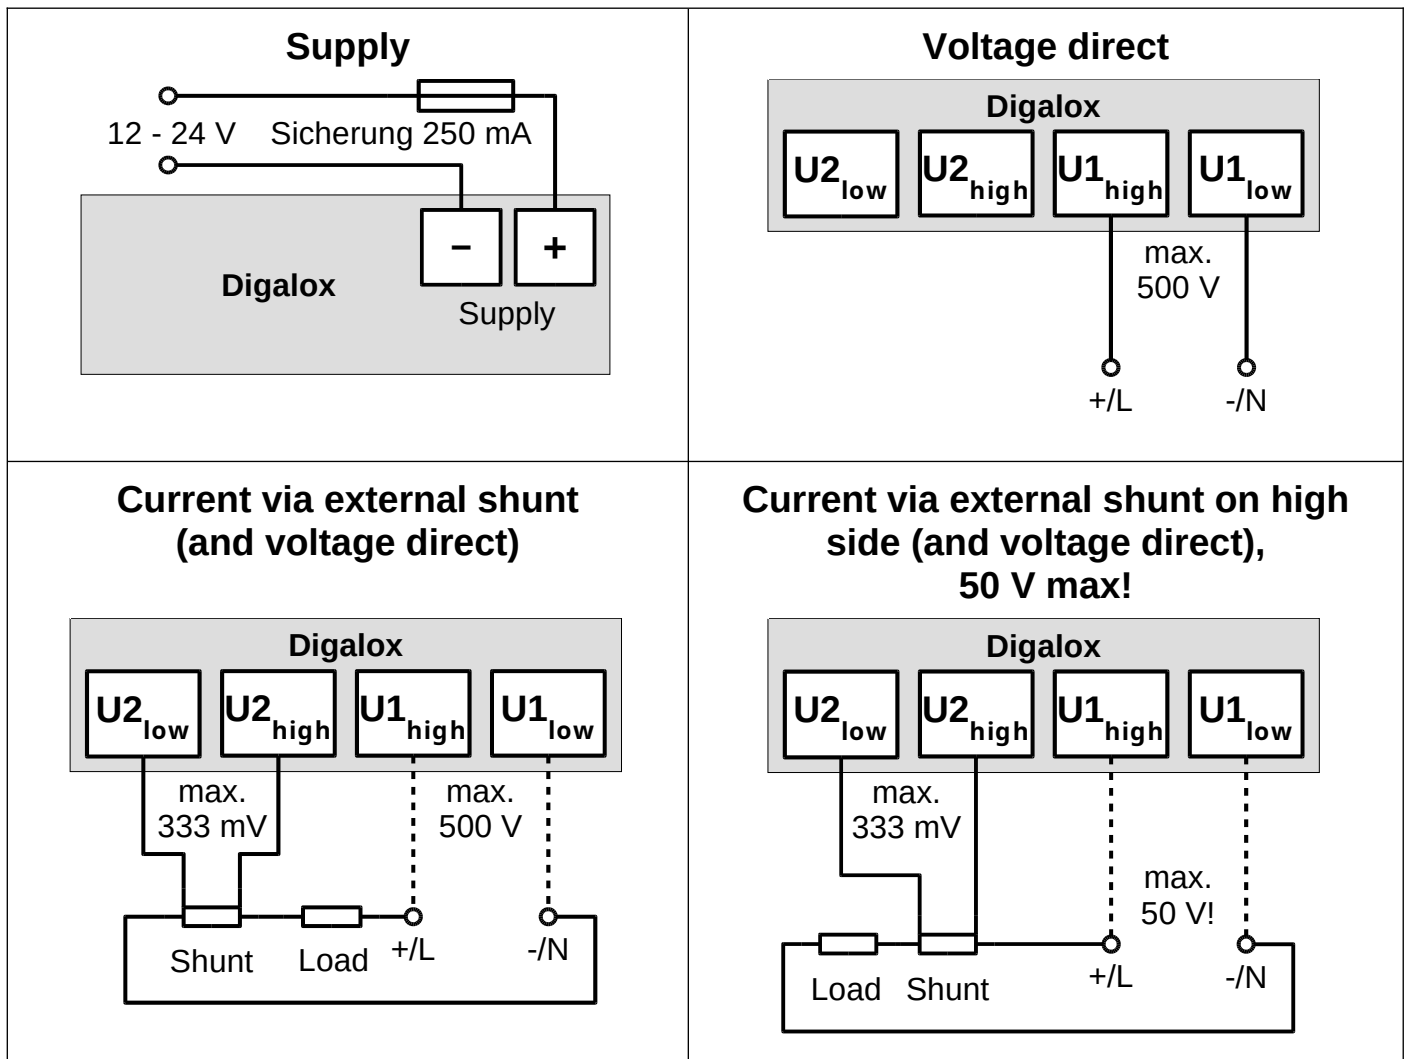 Supply
12 - 24 V Sicherung 250 mA
− +
Digalox
Supply
Voltage direct
Digalox
U2low U2high U1high U1low
max.
500 V
+/L -/N
Current via external shunt
(and voltage direct)
Digalox
U2low U2high U1high U1low
max.
333 mV
max.
500 V
Shunt Load +/L -/N
Current via external shunt on high
side (and voltage direct),
50 V max!
Digalox
U2low U2high U1high U1low
max.
333 mV
max.
50 V!
Load Shunt +/L -/N